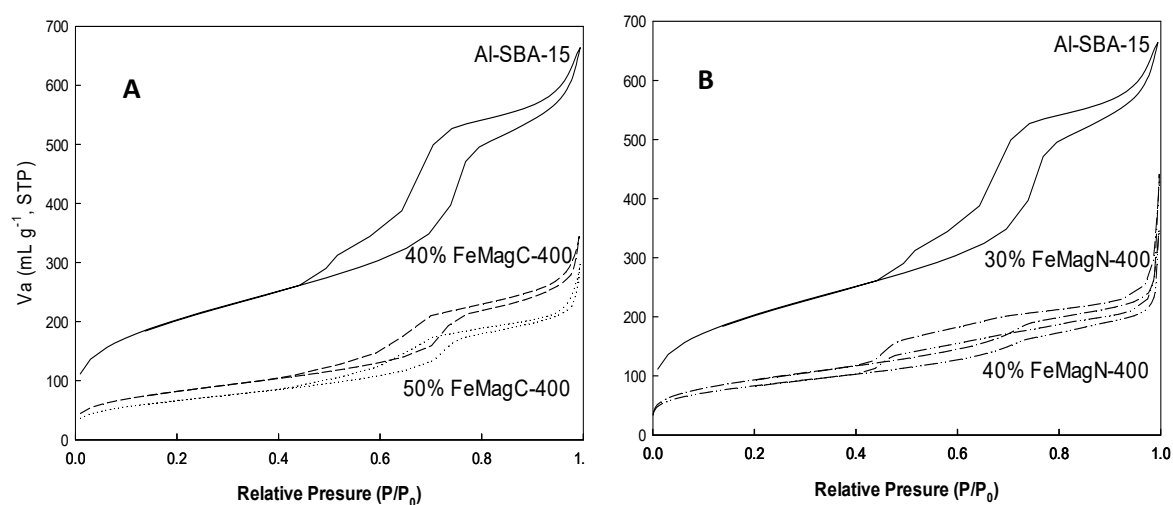 A
Al-SBA-15
40% FeMagC-400
50% FeMagC-400
Va (mL g⁻¹, STP)
700
600
500
400
300
200
100
0
0.0 0.2 0.4 0.6 0.8 1.
Relative Presure (P/P₀)
B
Al-SBA-15
30% FeMagN-400
40% FeMagN-400
700
600
500
400
300
200
100
0
0.0 0.2 0.4 0.6 0.8 1.0
Relative Presure (P/P₀)